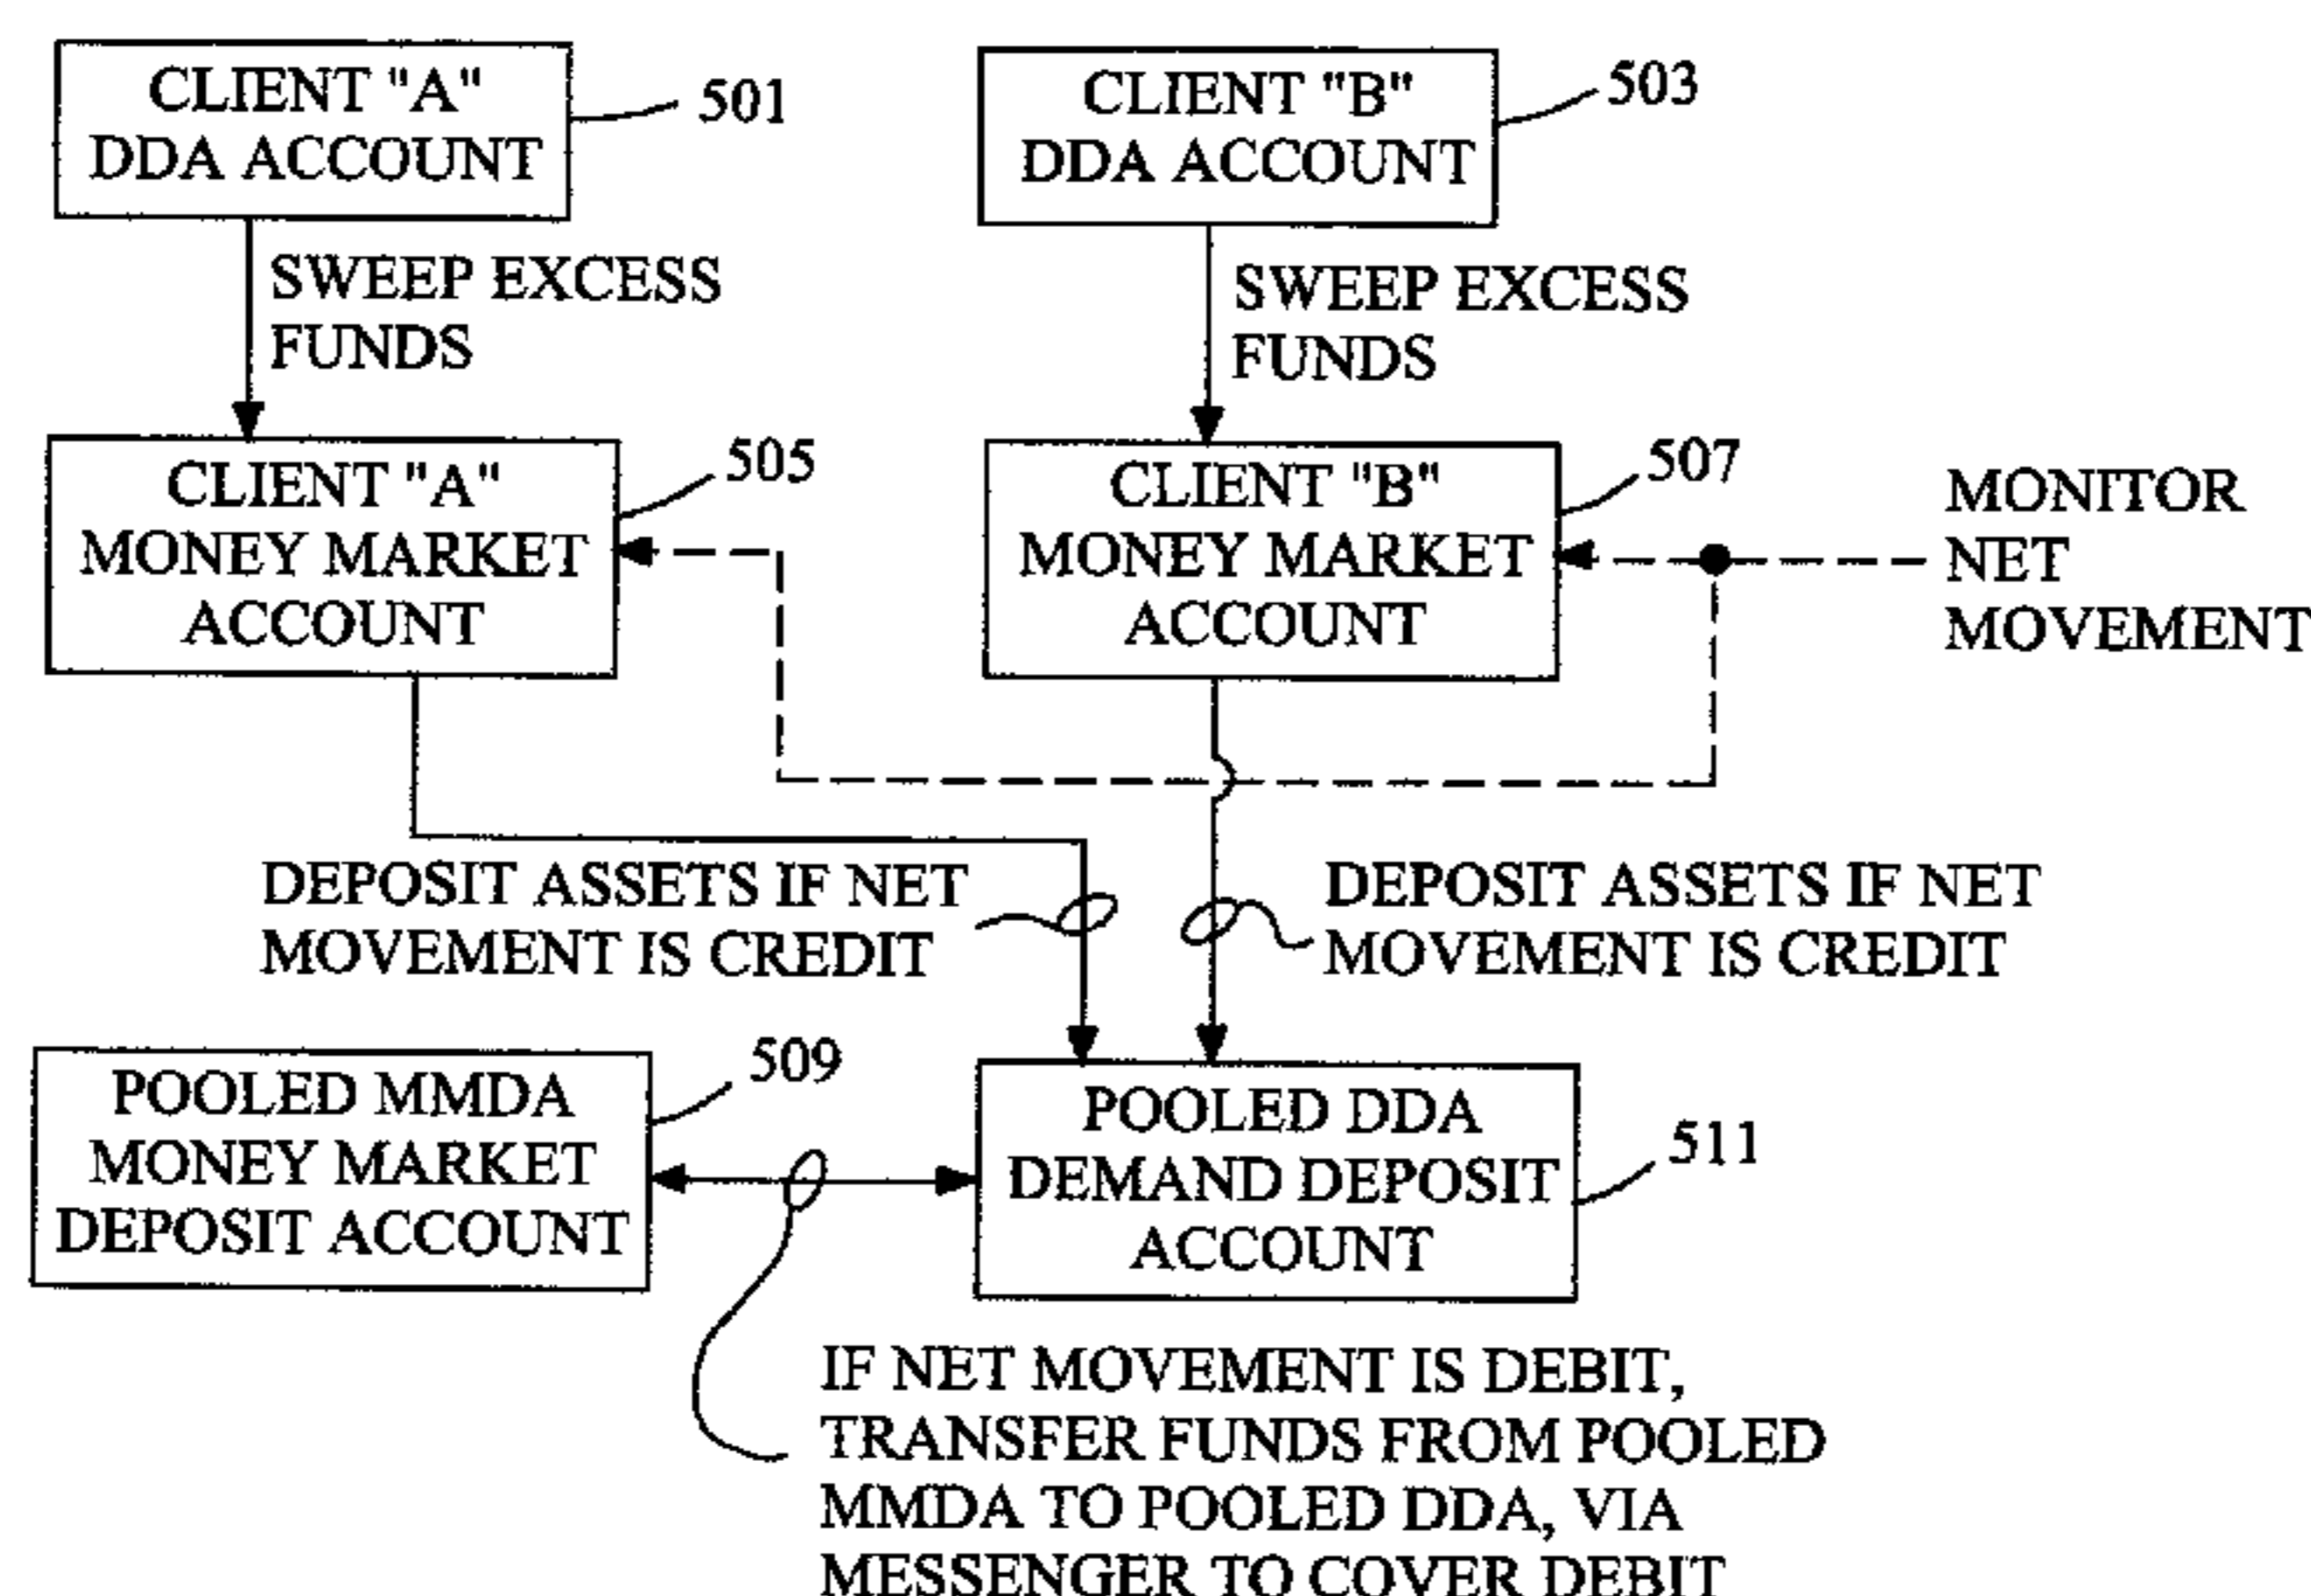 CLIENT "A"
DDA ACCOUNT
501
CLIENT "B"
DDA ACCOUNT
503
SWEEP EXCESS
FUNDS
SWEEP EXCESS
FUNDS
CLIENT "A"
MONEY MARKET
ACCOUNT
505
CLIENT "B"
MONEY MARKET
ACCOUNT
507
MONITOR
NET
MOVEMENT
DEPOSIT ASSETS IF NET
MOVEMENT IS CREDIT
DEPOSIT ASSETS IF NET
MOVEMENT IS CREDIT
POOLED MMDA
MONEY MARKET
DEPOSIT ACCOUNT
509
POOLED DDA
DEMAND DEPOSIT
ACCOUNT
511
IF NET MOVEMENT IS DEBIT,
TRANSFER FUNDS FROM POOLED
MMDA TO POOLED DDA, VIA
MESSENGER TO COVER DEBIT